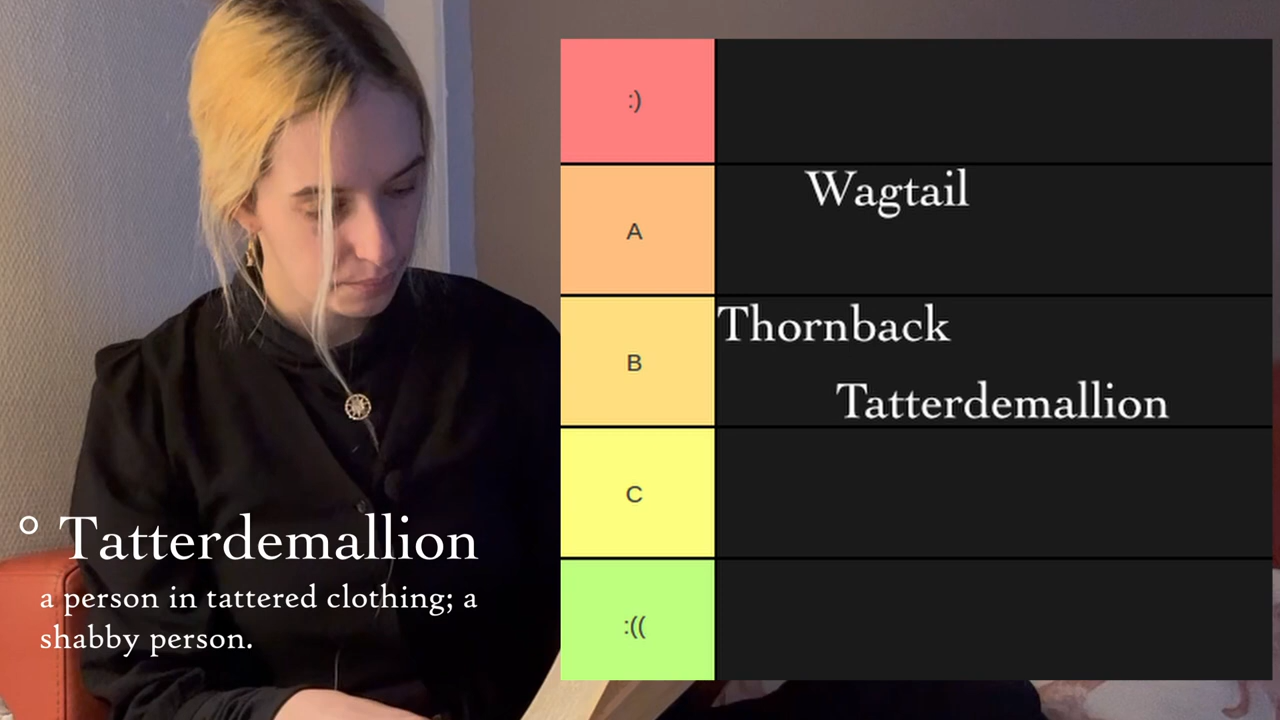 :)
A
Wagtail
B
Thornback
Tatterdemallion
C
:((
° Tatterdemallion
a person in tattered clothing; a
shabby person.